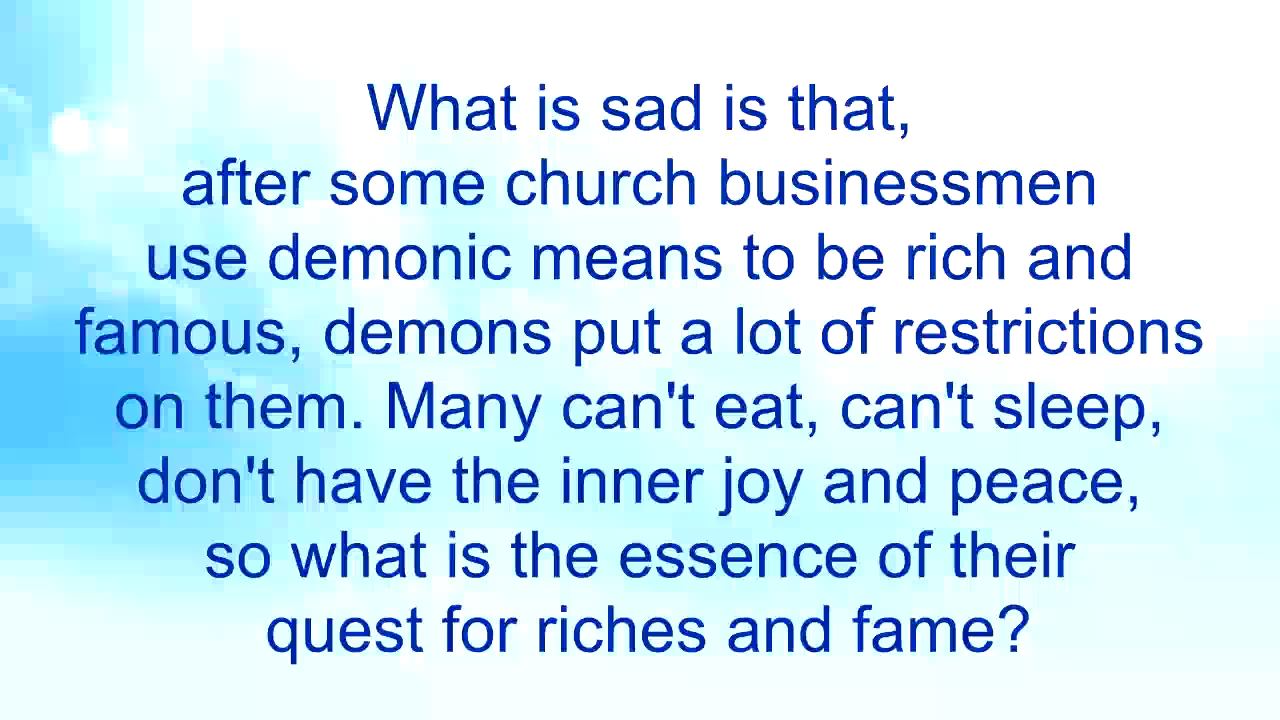 What is sad is that,
after some church businessmen
use demonic means to be rich and
famous, demons put a lot of restrictions
on them. Many can't eat, can't sleep,
don't have the inner joy and peace,
so what is the essence of their
quest for riches and fame?